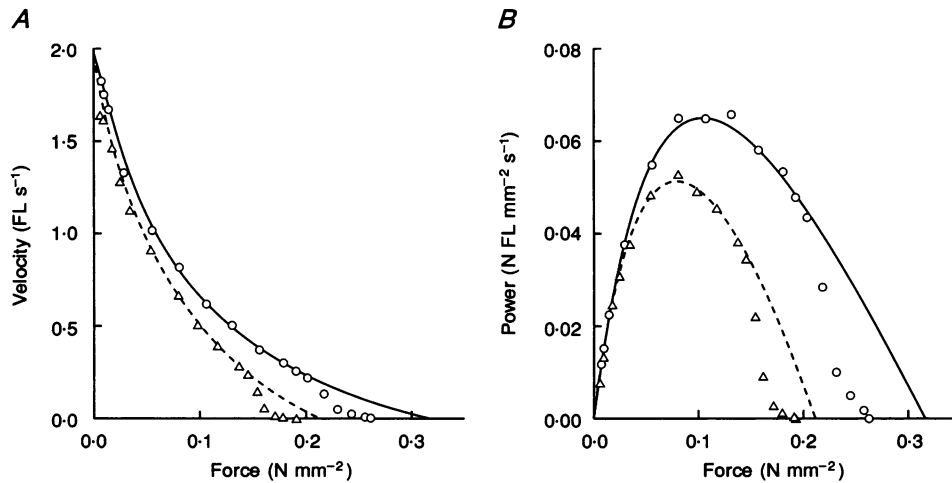 A
B
2·0
1·5
1·0
0·5
0·0
Velocity (FL s⁻¹)
0·0 0·1 0·2 0·3
Force (N mm⁻²)
0·08
0·06
0·04
0·02
0·00
Power (N FL mm⁻² s⁻¹)
0·0 0·1 0·2 0·3
Force (N mm⁻²)